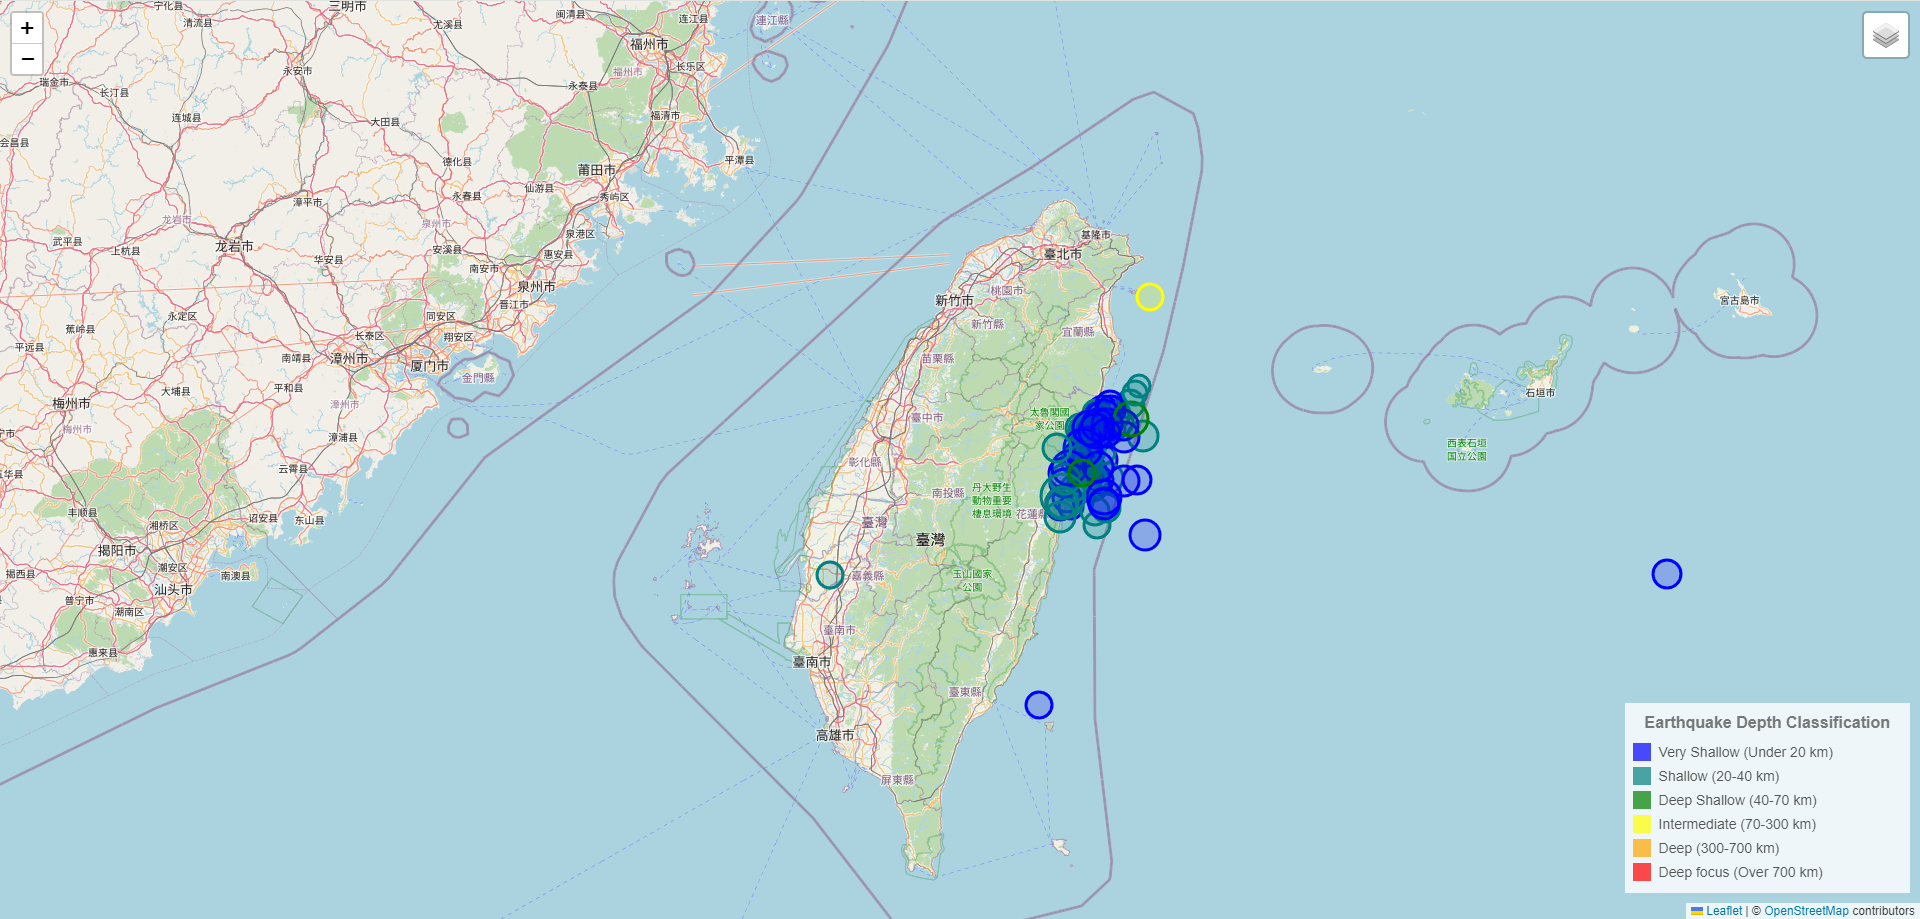 +
−
宁化县
三明市
清流县
尤溪县
闽清县
连江县
連江縣
福州市
福州市
长乐区
永安市
瑞金市
长汀县
永泰县
连城县
大田县
福清市
会昌县
德化县
平潭县
莆田市
仙游县
永春县
秀屿区
漳平市
龙岩市
泉州市
泉港区
武平县
上杭县
龙岩市
安溪县
惠安县
华安县
南安市
泉州市
晋江市
基隆市
臺北市
桃園市
新竹市
新竹縣
宜蘭縣
宮古島市
永定区
同安区
蕉岭县
长泰区
翔安区
平远县
南靖县
漳州市
厦门市
金門縣
苗栗縣
平和县
大埔县
梅州市
漳州市
梅州市
漳浦县
臺中市
太魯閣國
家公園
石垣市
西表石垣
国立公園
云霄县
彰化縣
南投縣
丹大野生
動物重要
棲息環境
花蓮縣
丰顺县
诏安县
东山县
湘桥区
臺灣
臺灣
揭阳市
揭西县
潮安区
南澳县
汕头市
普宁市
潮南区
嘉義縣
玉山國家
公園
惠来县
臺南市
臺南市
臺東縣
高雄市
屏東縣
Earthquake Depth Classification
Very Shallow (Under 20 km)
Shallow (20-40 km)
Deep Shallow (40-70 km)
Intermediate (70-300 km)
Deep (300-700 km)
Deep focus (Over 700 km)
Leaflet | © OpenStreetMap contributors